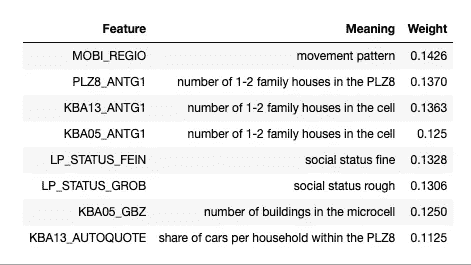 Feature Meaning Weight
MOBI_REGIO movement pattern 0.1426
PLZ8_ANTG1 number of 1-2 family houses in the PLZ8 0.1370
KBA13_ANTG1 number of 1-2 family houses in the cell 0.1363
KBA05_ANTG1 number of 1-2 family houses in the cell 0.125
LP_STATUS_FEIN social status fine 0.1328
LP_STATUS_GROB social status rough 0.1306
KBA05_GBZ number of buildings in the microcell 0.1250
KBA13_AUTOQUOTE share of cars per household within the PLZ8 0.1125